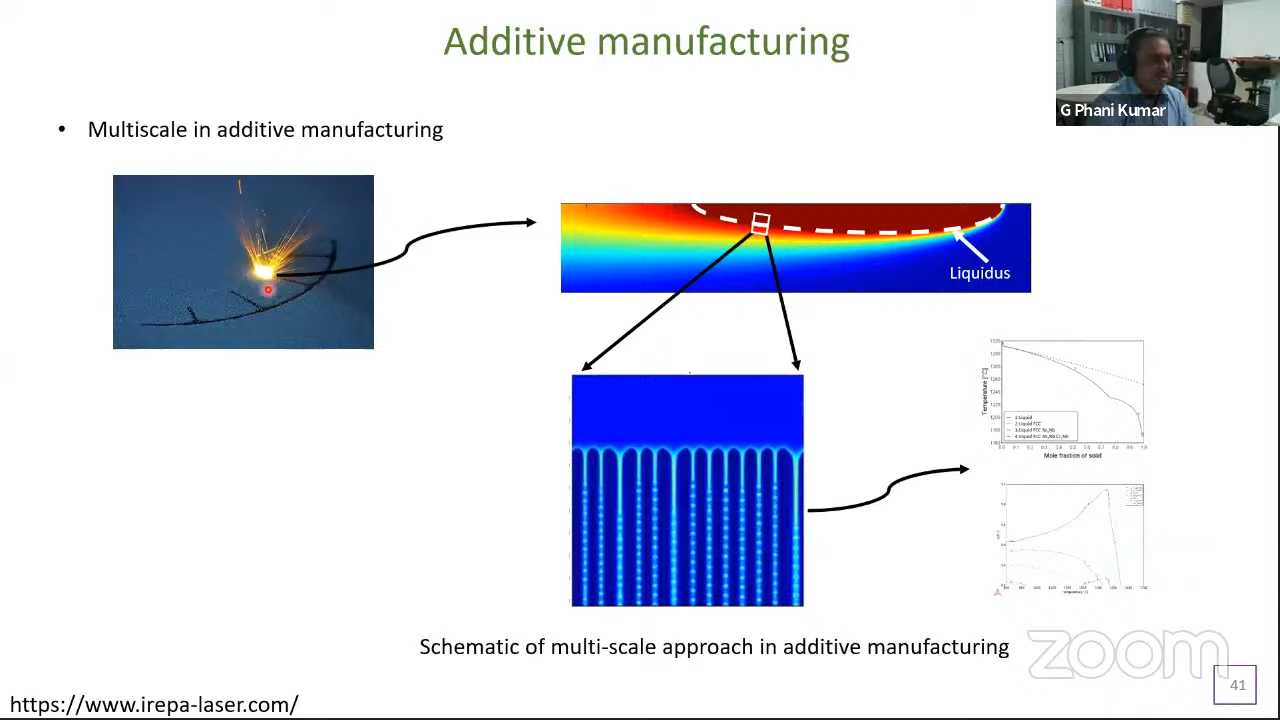 Additive manufacturing
G Phani Kumar
• Multiscale in additive manufacturing
Liquidus
Temperature [°C]
Mole fraction of solid
Schematic of multi-scale approach in additive manufacturing
zoom
41
https://www.irepa-laser.com/